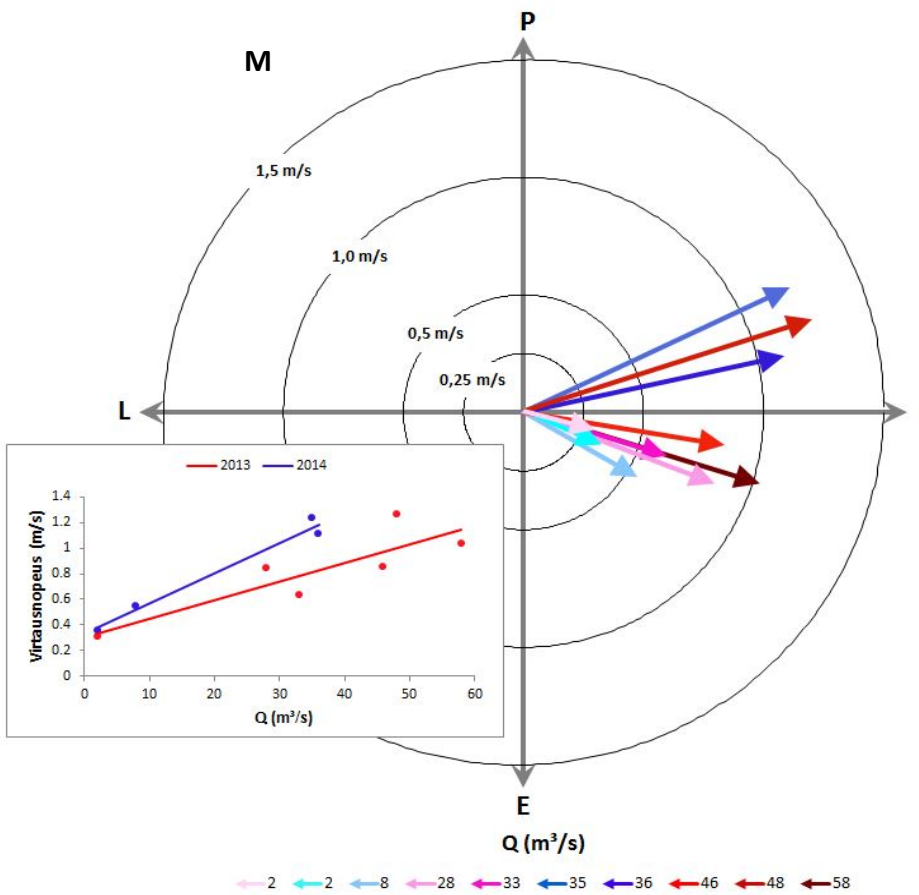 P
M
1,5 m/s
1,0 m/s
0,5 m/s
0,25 m/s
L
2013 2014
Virtausnopeus (m/s)
1.4
1.2
1
0.8
0.6
0.4
0.2
0
0 10 20 30 40 50 60
Q (m³/s)
E
Q (m³/s)
2 2 8 28 33 35 36 46 48 58